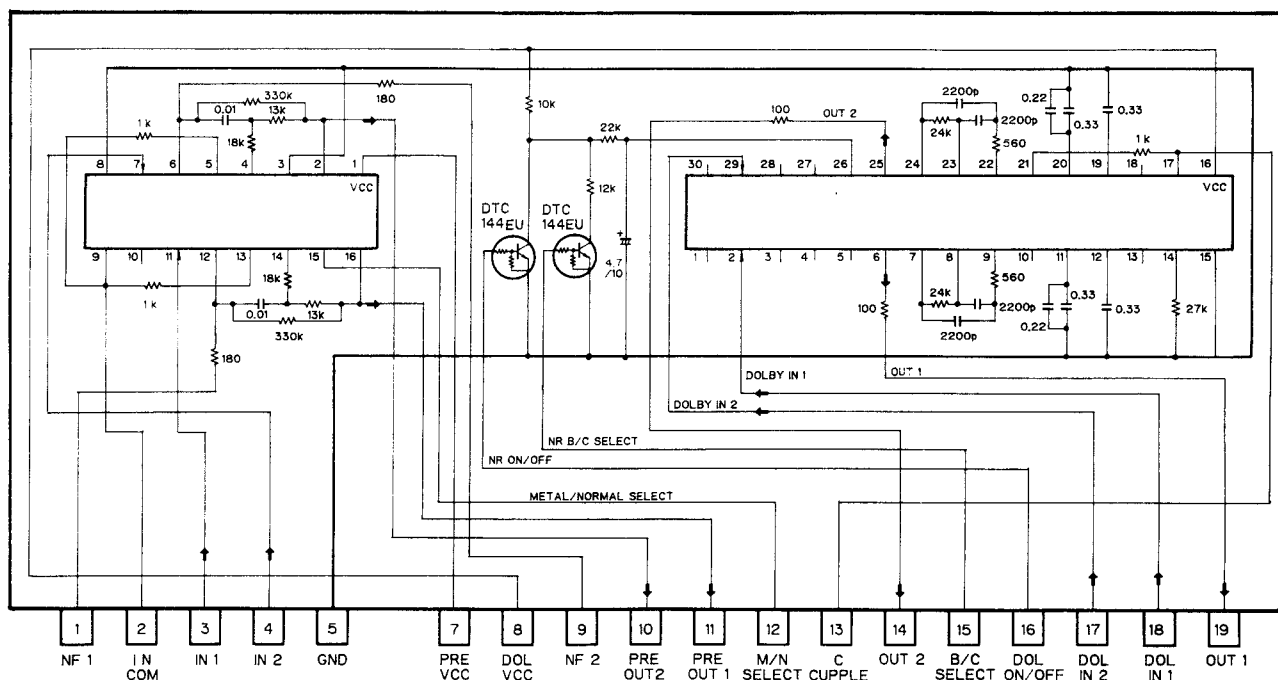 180
330k
0.01
13k
1k
18k
8 7 6 5 4 3 2 1
VCC
9 10 11 12 13 14 15 16
18k
1k
0.01
13k
330k
180
10k
22k
12k
DTC
144EU
DTC
144EU
+
4.7
/10
100
OUT 2
2200p
24k
2200p
560
0.22
0.33
0.33
1k
30 29 28 27 26 25 24 23 22 21 20 19 18 17 16
VCC
1 2 3 4 5 6 7 8 9 10 11 12 13 14 15
100
560
24k
2200p
2200p
0.33
0.22
0.33
27k
OUT 1
DOLBY IN 1
DOLBY IN 2
NR B/C SELECT
NR ON/OFF
METAL/NORMAL SELECT
1 2 3 4 5 7 8 9 10 11 12 13 14 15 16 17 18 19
NF 1
IN
COM
IN 1
IN 2
GND
PRE
VCC
DOL
VCC
NF 2
PRE
OUT2
PRE
OUT 1
M/N
SELECT
C
CUPPLE
OUT 2
B/C
SELECT
DOL
ON/OFF
DOL
IN 2
DOL
IN 1
OUT 1